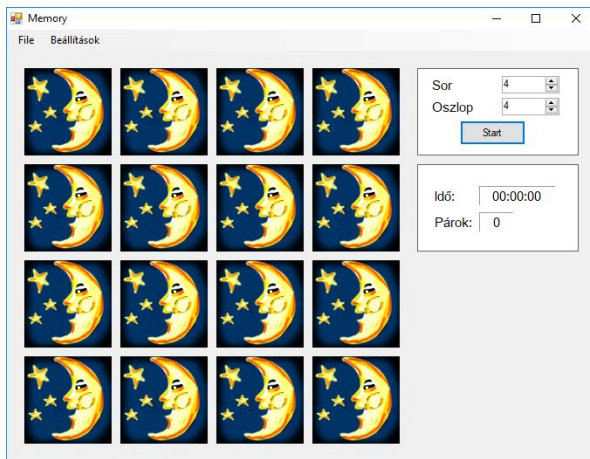 Memory
File Beállítások
Sor 4
Oszlop 4
Start
Idő: 00:00:00
Párok: 0